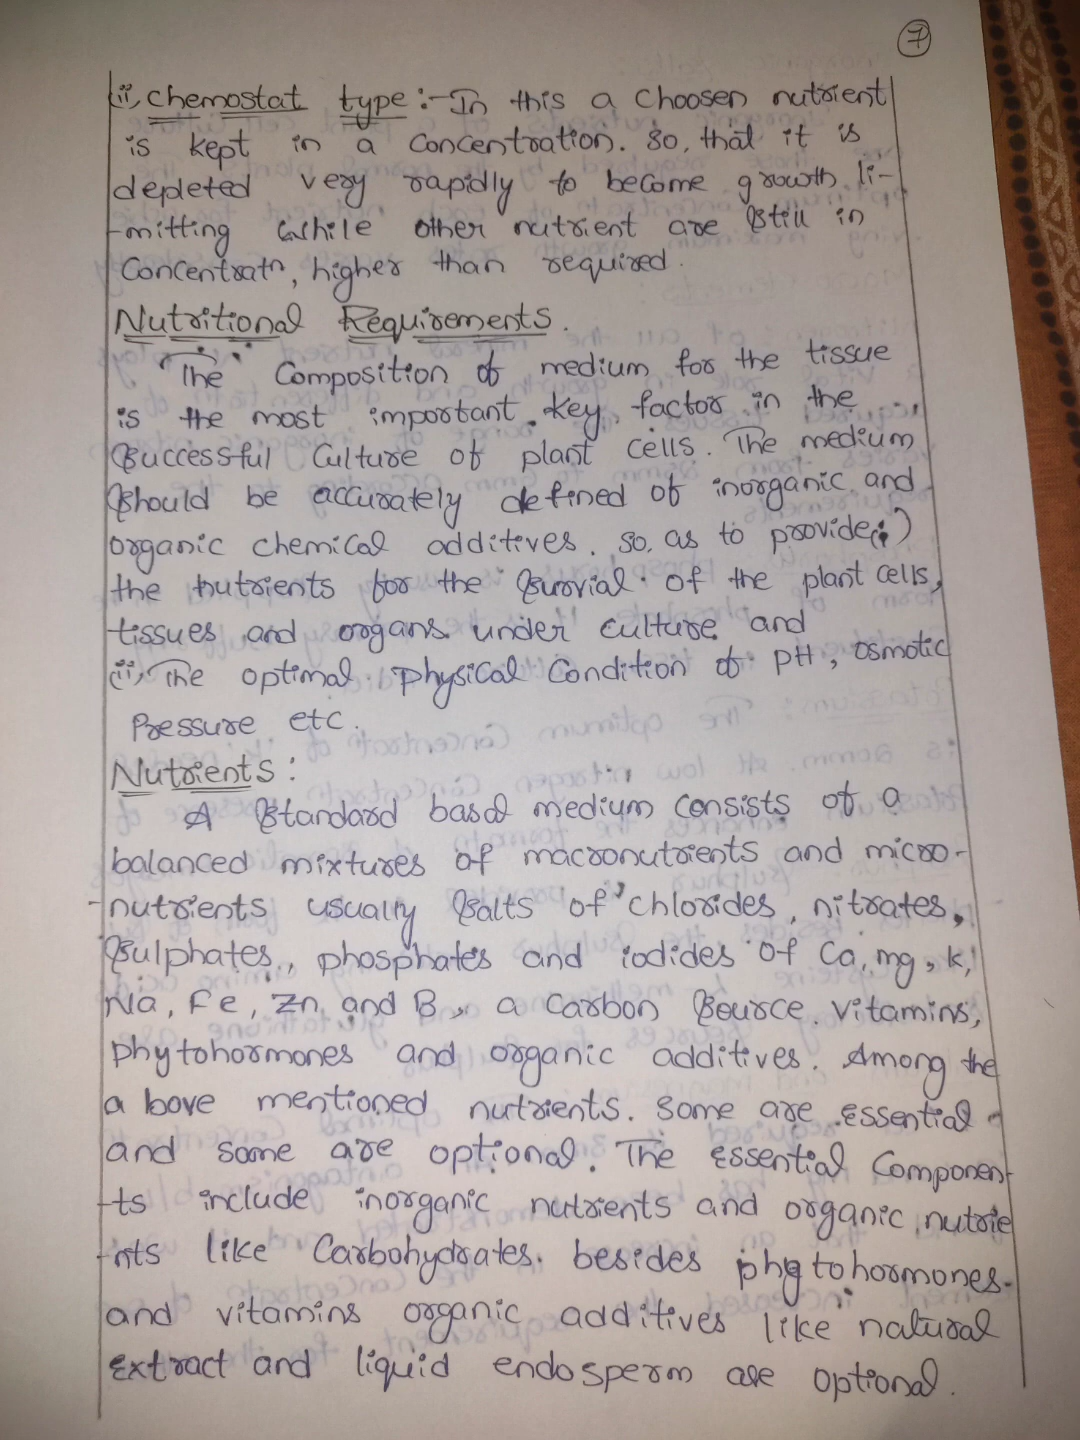 7
(ii, chemostat type :- In this a choosen nutrient
is kept in a concentration. so, that it is
depleted very rapidly to become growth li-
-mitting while other nutrient are still in
concentratn, higher than required.
Nutritional Requirements.
The composition of medium for the tissue
is the most important key factor in the
successful culture of plant cells. The medium
should be accurately defined of inorganic and
organic chemical additives. so, as to provide(i)
the nutrients for the survial of the plant cells,
tissues and organs under culture and
(ii, The optimal physical condition of pH, osmotic
pressure etc.
Nutrients :
A standard basal medium consists of a
balanced mixtures of macronutrients and micro-
-nutrients usually salts of chlorides, nitrates,
sulphates, phosphates and iodides of Ca, mg, K,
Na, Fe, Zn and B, a carbon source. vitamins,
phytohormones and organic additives. Among the
above mentioned nutrients. some are essential
and some are optional. The essential componen-
-ts include inorganic nutrients and organic nutrie
-nts like carbohydrates. besides phytohormones.
and vitamins organic additives like natural
extract and liquid endosperm are optional.